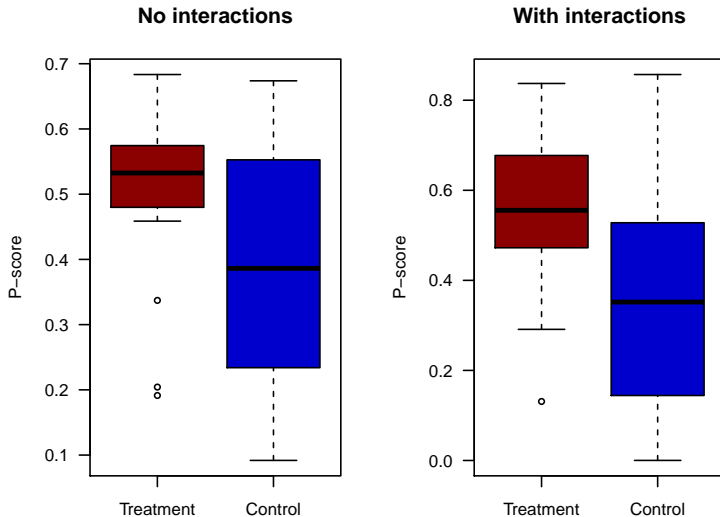 No interactions
P−score
0.7
0.6
0.5
0.4
0.3
0.2
0.1
Treatment Control
With interactions
P−score
0.8
0.6
0.4
0.2
0.0
Treatment Control